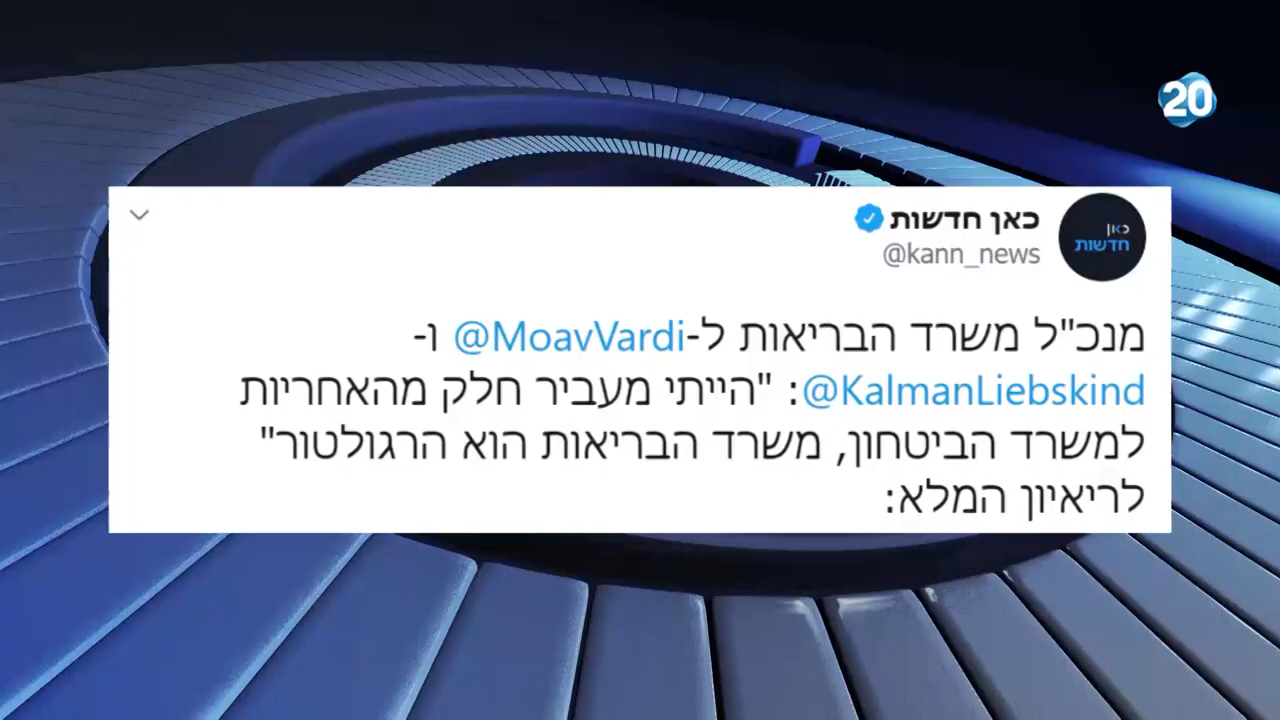 20
כאן חדשות
@kann_news
כאן
חדשות
מנכ"ל משרד הבריאות ל-@MoavVardi ו-
@KalmanLiebskind: "הייתי מעביר חלק מהאחריות
למשרד הביטחון, משרד הבריאות הוא הרגולטור"
לריאיון המלא: